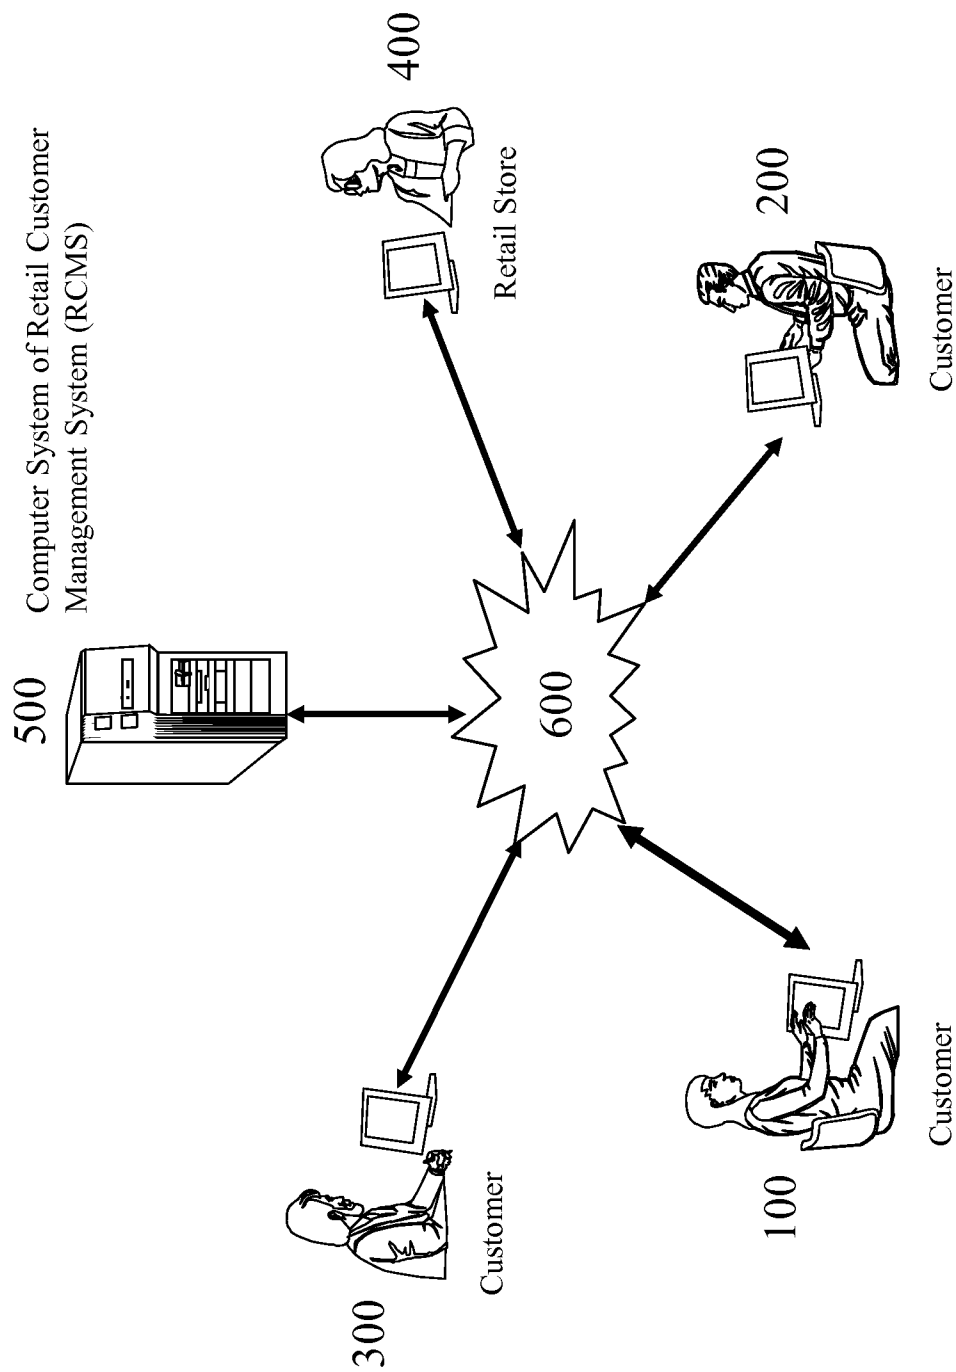 500
Computer System of Retail Customer
Management System (RCMS)
300
Customer
400
Retail Store
600
100
Customer
200
Customer